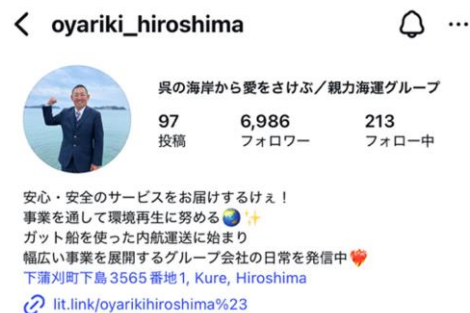 oyariki_hiroshima
呉の海岸から愛をさけぶ／親力海運グループ
97 6,986 213
投稿 フォロワー フォロー中
安心・安全のサービスをお届けするけぇ！
事業を通して環境再生に努める🌏✨
ガット船を使った内航運送に始まり
幅広い事業を展開するグループ会社の日常を発信中❤️‍🔥
下蒲刈町下島3565番地1, Kure, Hiroshima
lit.link/oyarikihiroshima%23